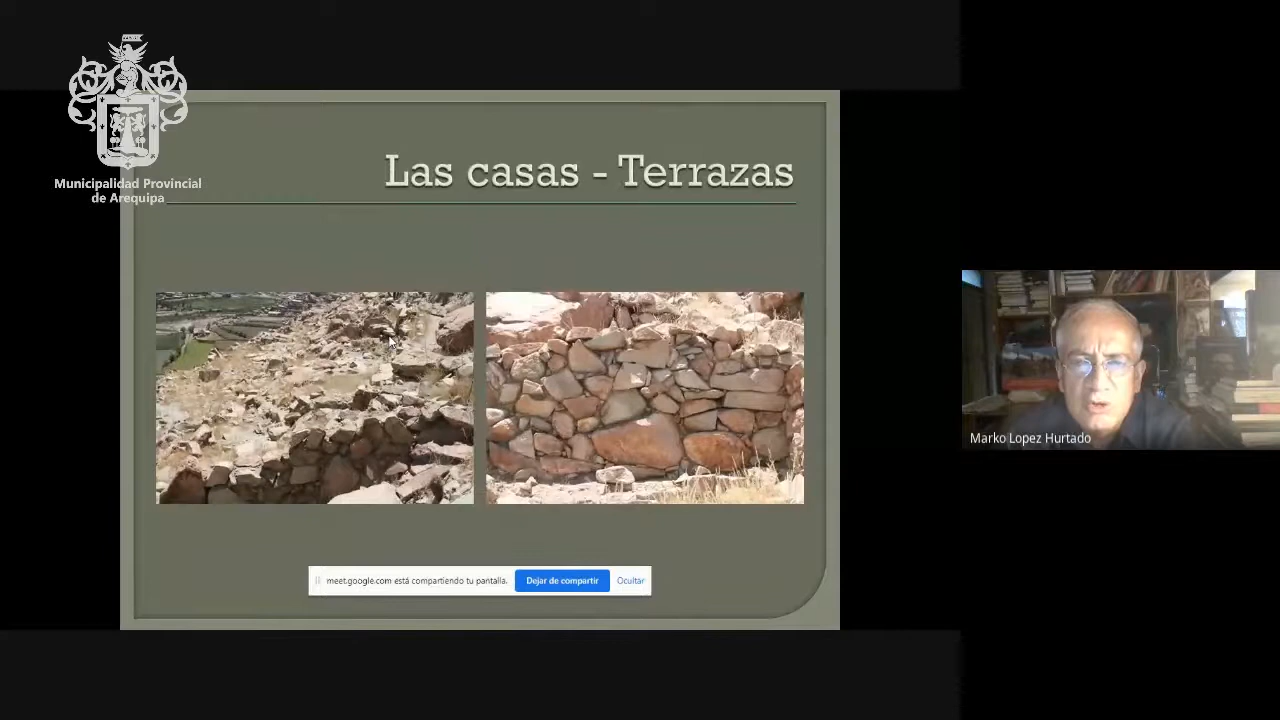 Municipalidad Provincial
de Arequipa
Las casas - Terrazas
meet.google.com está compartiendo tu pantalla.
Dejar de compartir
Ocultar
Marko Lopez Hurtado